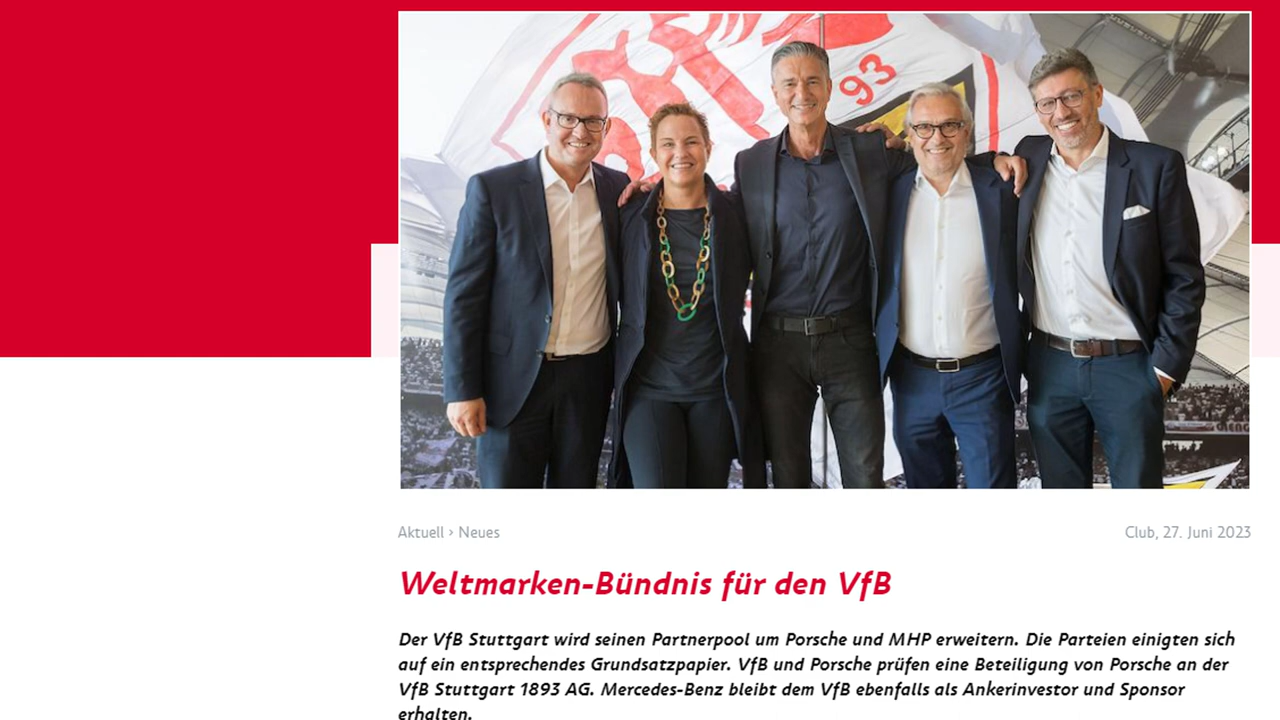 93
Aktuell › Neues
Club, 27. Juni 2023
Weltmarken-Bündnis für den VfB
Der VfB Stuttgart wird seinen Partnerpool um Porsche und MHP erweitern. Die Parteien einigten sich
auf ein entsprechendes Grundsatzpapier. VfB und Porsche prüfen eine Beteiligung von Porsche an der
VfB Stuttgart 1893 AG. Mercedes-Benz bleibt dem VfB ebenfalls als Ankerinvestor und Sponsor
erhalten.